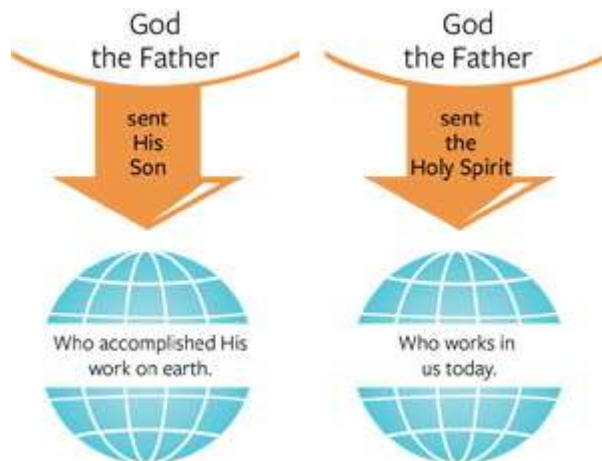 God
the Father
sent
His
Son
Who accomplished His
work on earth.
God
the Father
sent
the
Holy Spirit
Who works in
us today.